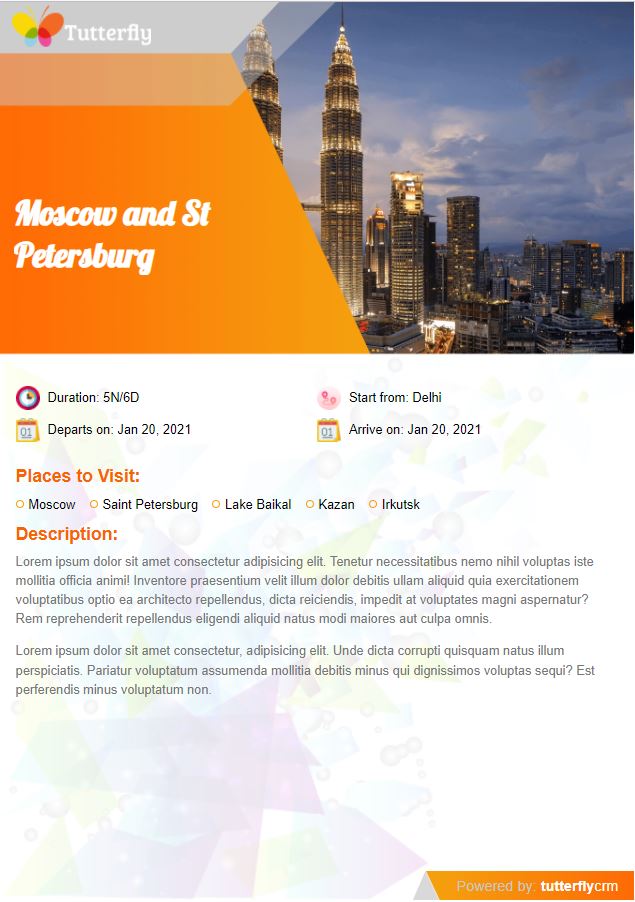 Tutterfly
Moscow and St
Petersburg
Duration: 5N/6D
Start from: Delhi
01
Departs on: Jan 20, 2021
01
Arrive on: Jan 20, 2021
Places to Visit:
Moscow Saint Petersburg Lake Baikal Kazan Irkutsk
Description:
Lorem ipsum dolor sit amet consectetur adipisicing elit. Tenetur necessitatibus nemo nihil voluptas iste
mollitia officia animi! Inventore praesentium velit illum dolor debitis ullam aliquid quia exercitationem
voluptatibus optio ea architecto repellendus, dicta reiciendis, impedit at voluptates magni aspernatur?
Rem reprehenderit repellendus eligendi aliquid natus modi maiores aut culpa omnis.
Lorem ipsum dolor sit amet consectetur, adipisicing elit. Unde dicta corrupti quisquam natus illum
perspiciatis. Pariatur voluptatum assumenda mollitia debitis minus qui dignissimos voluptas sequi? Est
perferendis minus voluptatum non.
Powered by: tutterflycrm